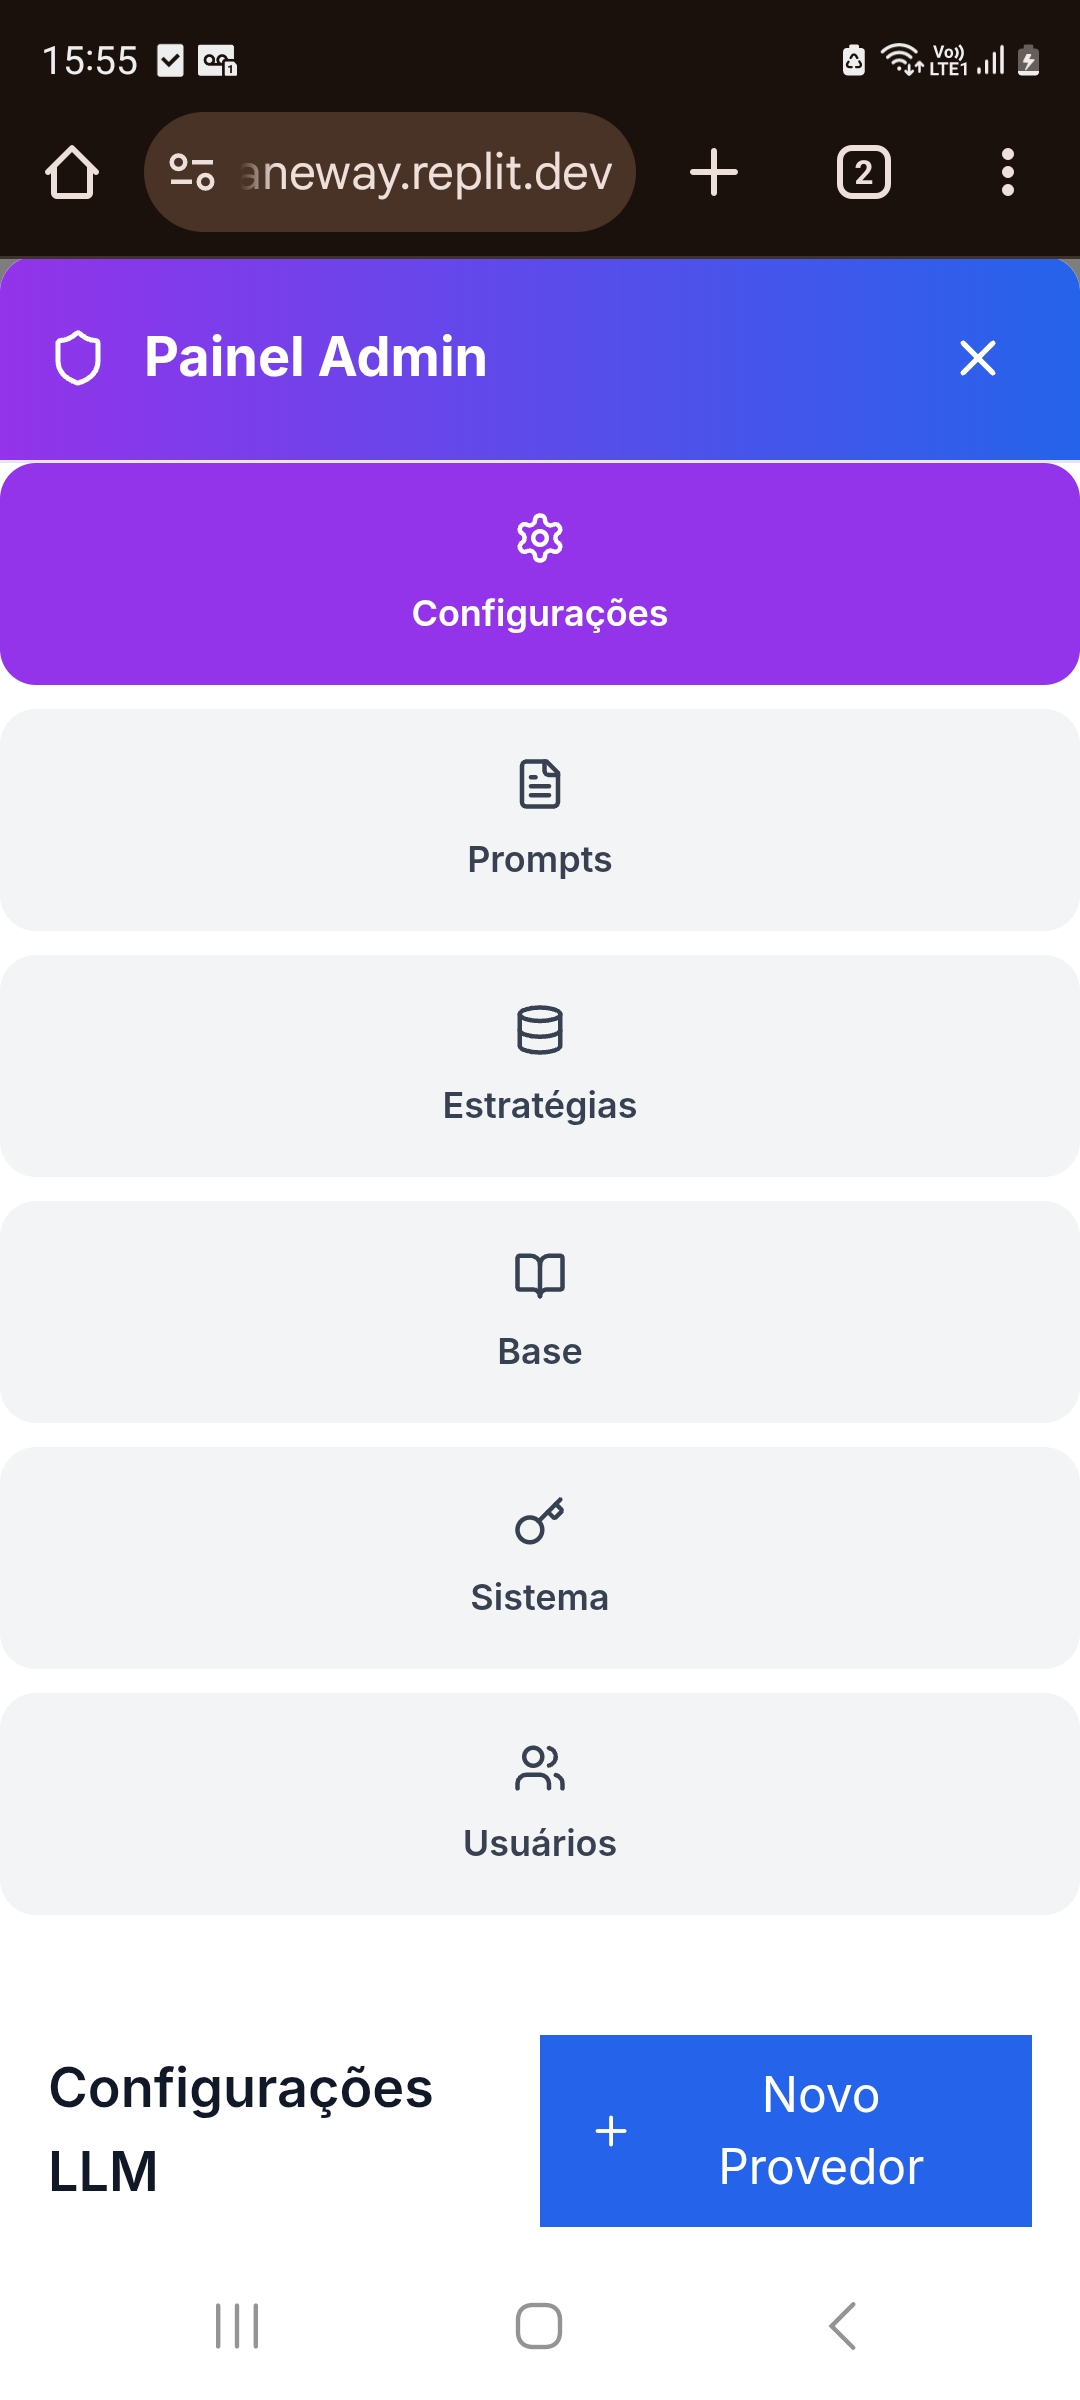 15:55
Vo)) LTE1
aneway.replit.dev
2
Painel Admin
Configurações
Prompts
Estratégias
Base
Sistema
Usuários
Configurações
LLM
Novo
Provedor